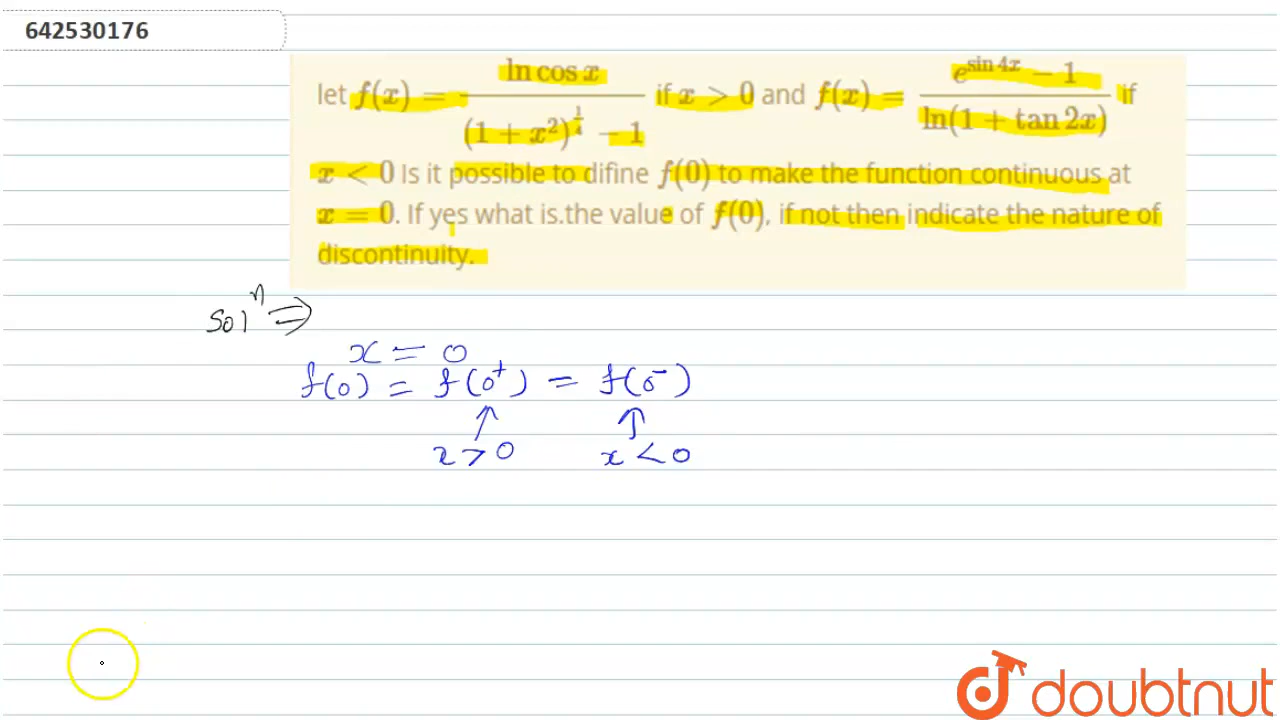 642530176
let f(x) = ln cos x / (1 + x²)^(1/4) − 1 if x > 0 and f(x) = e^(sin 4x) − 1 / ln(1 + tan 2x) if
x < 0 Is it possible to difine f(0) to make the function continuous at
x = 0. If yes what is.the value of f(0), if not then indicate the nature of
discontinuity.
Solⁿ ⇒
x = 0
f(0) = f(0⁺) = f(0⁻)
x > 0 x < 0
doubtnut